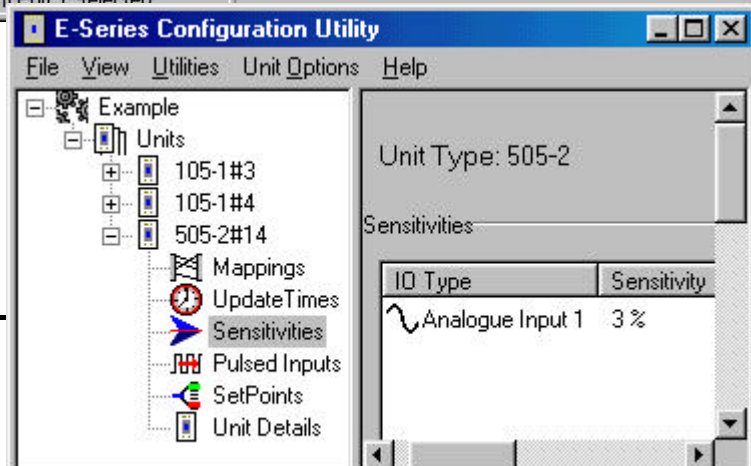 E-Series Configuration Utility
File View Utilities Unit Options Help
Example
Units
105-1#3
105-1#4
505-2#14
Mappings
UpdateTimes
Sensitivities
Pulsed Inputs
SetPoints
Unit Details
Unit Type: 505-2
Sensitivities
IO Type Sensitivity
Analogue Input 1 3 %